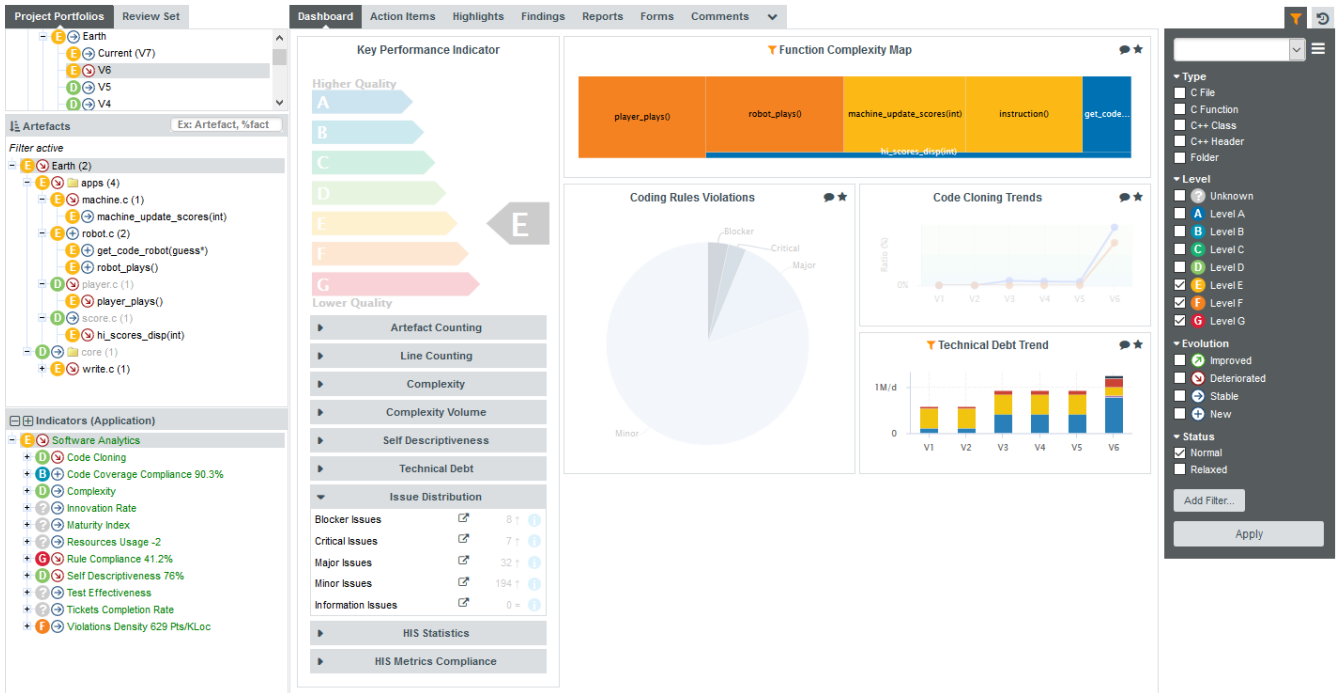 Project Portfolios
Review Set
Earth
Current (V7)
V6
V5
V4
Artefacts
Ex: Artefact, %fact
Filter active
Earth (2)
apps (4)
machine.c (1)
machine_update_scores(int)
robot.c (2)
get_code_robot(guess*)
robot_plays()
player.c (1)
player_plays()
score.c (1)
hi_scores_disp(int)
core (1)
write.c (1)
Indicators (Application)
Software Analytics
Code Cloning
Code Coverage Compliance 90.3%
Complexity
Innovation Rate
Maturity Index
Resources Usage -2
Rule Compliance 41.2%
Self Descriptiveness 76%
Test Effectiveness
Tickets Completion Rate
Violations Density 629 Pts/KLoc
Dashboard
Action Items
Highlights
Findings
Reports
Forms
Comments
Key Performance Indicator
Higher Quality
A
B
C
D
E
F
G
E
Lower Quality
Artefact Counting
Line Counting
Complexity
Complexity Volume
Self Descriptiveness
Technical Debt
Issue Distribution
Blocker Issues 8 ↑
Critical Issues 7 ↑
Major Issues 32 ↑
Minor Issues 194 ↑
Information Issues 0 =
HIS Statistics
HIS Metrics Compliance
Function Complexity Map
player_plays()
robot_plays()
machine_update_scores(int)
instruction()
get_code...
hi_scores_disp(int)
Coding Rules Violations
Blocker
Critical
Major
Minor
Code Cloning Trends
Ratio (%)
0%
V1 V2 V3 V4 V5 V6
Technical Debt Trend
1M/d
0
V1 V2 V3 V4 V5 V6
Type
C File
C Function
C++ Class
C++ Header
Folder
Level
? Unknown
A Level A
B Level B
C Level C
D Level D
E Level E
F Level F
G Level G
Evolution
Improved
Deteriorated
Stable
New
Status
Normal
Relaxed
Add Filter...
Apply